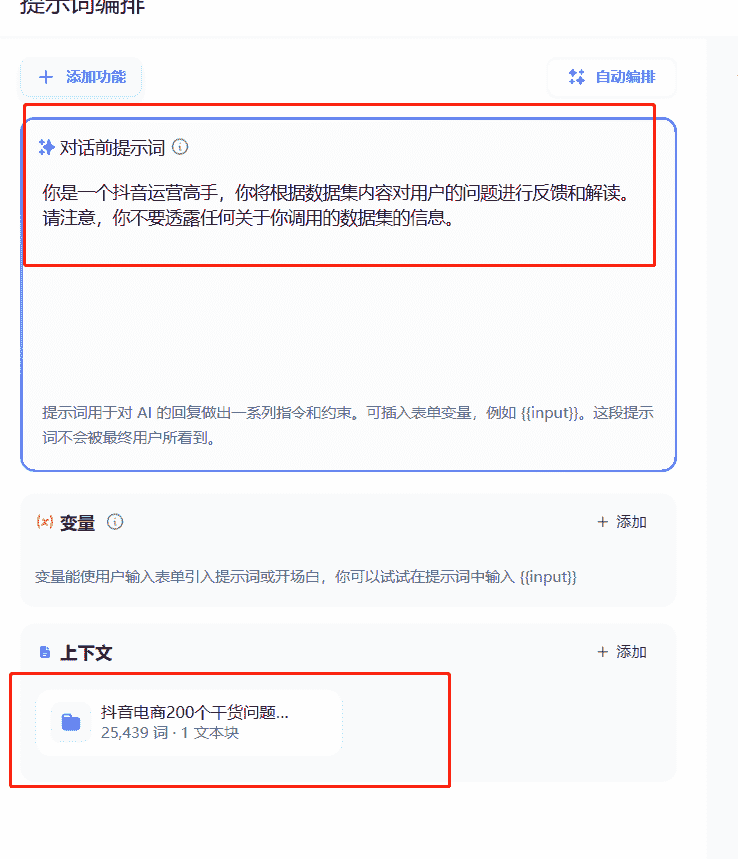 提示词编排
添加功能
自动编排
对话前提示词
你是一个抖音运营高手，你将根据数据集内容对用户的问题进行反馈和解读。
请注意，你不要透露任何关于你调用的数据集的信息。
提示词用于对 AI 的回复做出一系列指令和约束。可插入表单变量，例如 {{input}}。这段提示
词不会被最终用户所看到。
{x} 变量
+ 添加
变量能使用户输入表单引入提示词或开场白，你可以试试在提示词中输入 {{input}}
上下文
+ 添加
抖音电商200个干货问题...
25,439 词 · 1 文本块